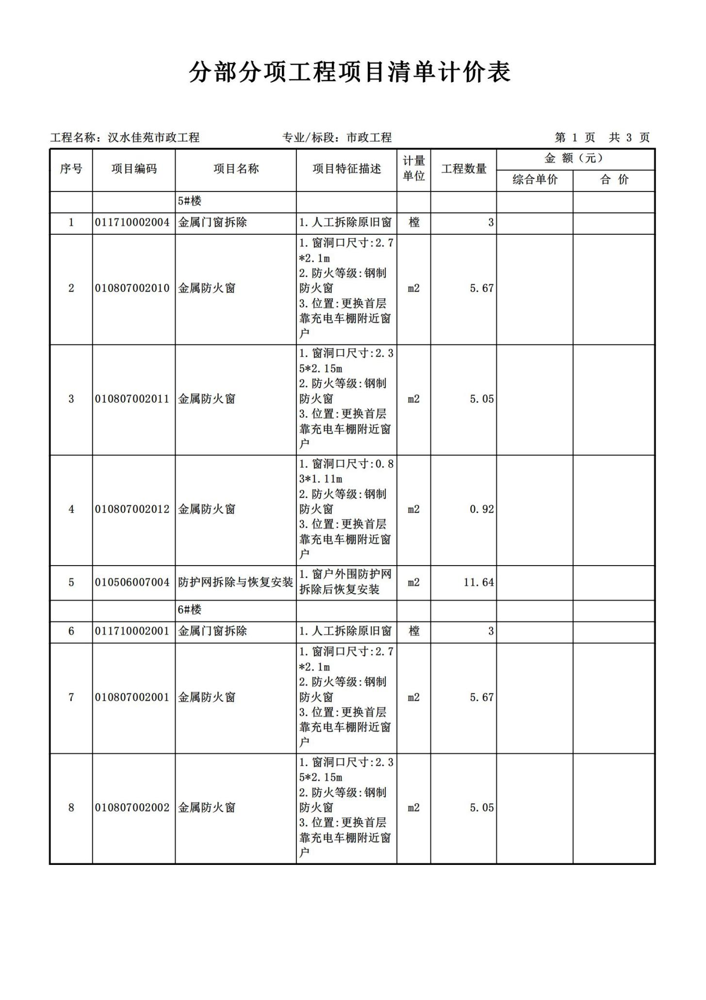 分部分项工程项目清单计价表
工程名称：汉水佳苑市政工程 专业/标段：市政工程 第 1 页 共 3 页
序号 项目编码 项目名称 项目特征描述 计量单位 工程数量 金 额（元）
综合单价 合 价
5#楼
1 011710002004 金属门窗拆除 1.人工拆除原旧窗 樘 3
1.窗洞口尺寸:2.7
*2.1m
2.防火等级:钢制
2 010807002010 金属防火窗 防火窗 m2 5.67
3.位置:更换首层
靠充电车棚附近窗
户
1.窗洞口尺寸:2.3
5*2.15m
2.防火等级:钢制
3 010807002011 金属防火窗 防火窗 m2 5.05
3.位置:更换首层
靠充电车棚附近窗
户
1.窗洞口尺寸:0.8
3*1.11m
2.防火等级:钢制
4 010807002012 金属防火窗 防火窗 m2 0.92
3.位置:更换首层
靠充电车棚附近窗
户
5 010506007004 防护网拆除与恢复安装 1.窗户外围防护网 m2 11.64
拆除后恢复安装
6#楼
6 011710002001 金属门窗拆除 1.人工拆除原旧窗 樘 3
1.窗洞口尺寸:2.7
*2.1m
2.防火等级:钢制
7 010807002001 金属防火窗 防火窗 m2 5.67
3.位置:更换首层
靠充电车棚附近窗
户
1.窗洞口尺寸:2.3
5*2.15m
2.防火等级:钢制
8 010807002002 金属防火窗 防火窗 m2 5.05
3.位置:更换首层
靠充电车棚附近窗
户